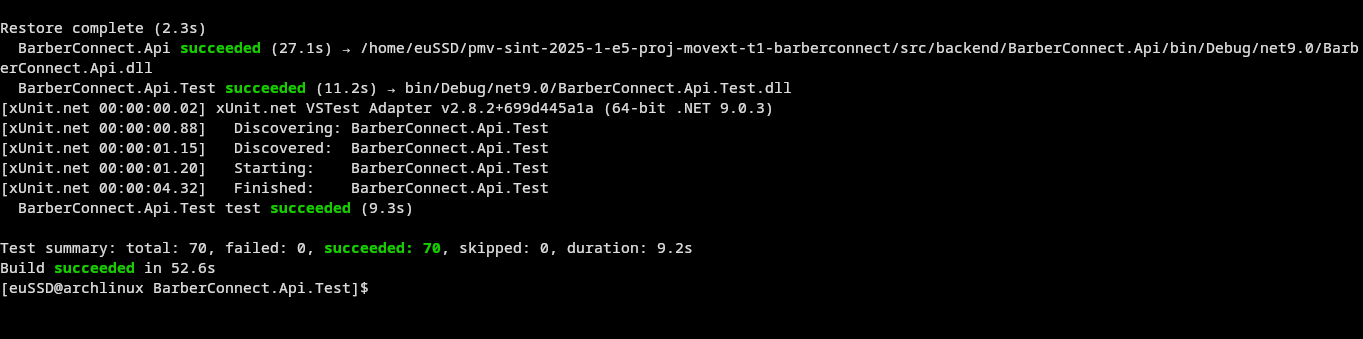 Restore complete (2.3s)
  BarberConnect.Api succeeded (27.1s) → /home/euSSD/pmv-sint-2025-1-e5-proj-movext-t1-barberconnect/src/backend/BarberConnect.Api/bin/Debug/net9.0/Barb
erConnect.Api.dll
  BarberConnect.Api.Test succeeded (11.2s) → bin/Debug/net9.0/BarberConnect.Api.Test.dll
[xUnit.net 00:00:00.02] xUnit.net VSTest Adapter v2.8.2+699d445a1a (64-bit .NET 9.0.3)
[xUnit.net 00:00:00.88]   Discovering: BarberConnect.Api.Test
[xUnit.net 00:00:01.15]   Discovered:  BarberConnect.Api.Test
[xUnit.net 00:00:01.20]   Starting:    BarberConnect.Api.Test
[xUnit.net 00:00:04.32]   Finished:    BarberConnect.Api.Test
  BarberConnect.Api.Test test succeeded (9.3s)

Test summary: total: 70, failed: 0, succeeded: 70, skipped: 0, duration: 9.2s
Build succeeded in 52.6s
[euSSD@archlinux BarberConnect.Api.Test]$